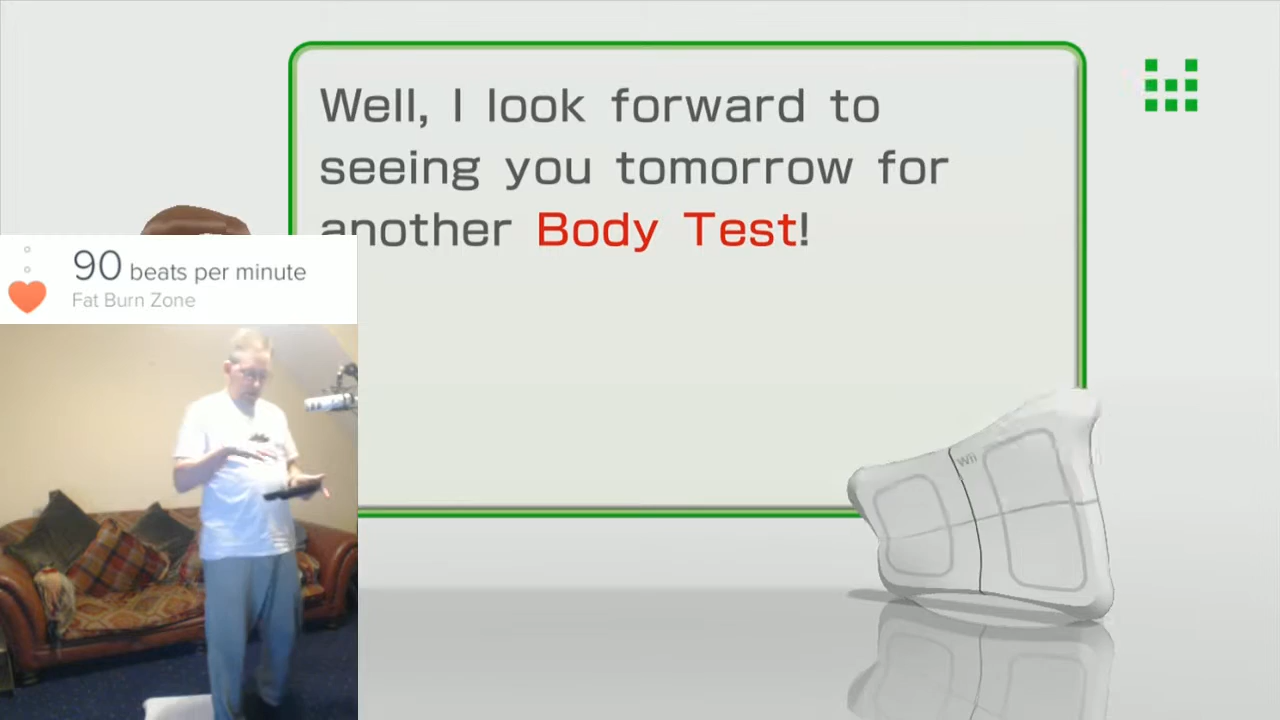 Well, I look forward to
seeing you tomorrow for
another Body Test!
90 beats per minute
Fat Burn Zone
Wii